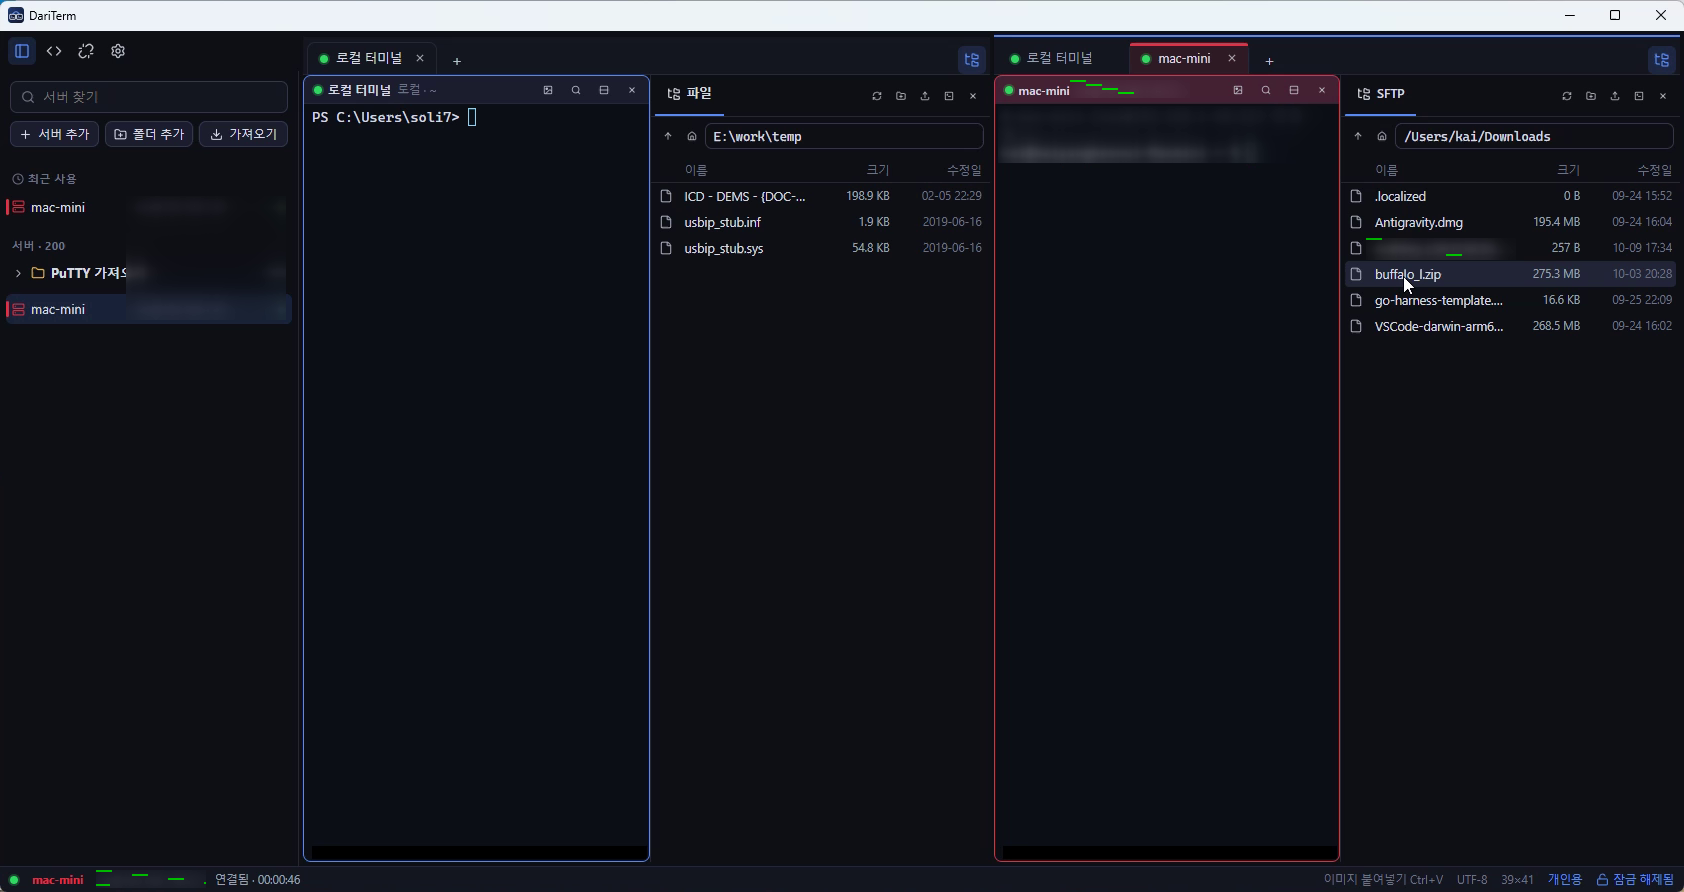 DariTerm
서버 찾기
서버 추가
폴더 추가
가져오기
최근 사용
mac-mini
서버 · 200
PuTTY
mac-mini
로컬 터미널
로컬 터미널 로컬 · ~
PS C:\Users\soli7>
파일
E:\work\temp
이름 크기 수정일
ICD - DEMS - {DOC-... 198.9 KB 02-05 22:29
usbip_stub.inf 1.9 KB 2019-06-16
usbip_stub.sys 54.8 KB 2019-06-16
로컬 터미널
mac-mini
mac-mini
SFTP
/Users/kai/Downloads
이름 크기 수정일
.localized 0 B 09-24 15:52
Antigravity.dmg 195.4 MB 09-24 16:04
257 B 10-09 17:34
buffalo_l.zip 275.3 MB 10-03 20:28
go-harness-template.... 16.6 KB 09-25 22:09
VSCode-darwin-arm6... 268.5 MB 09-24 16:02
mac-mini 연결됨 · 00:00:46
이미지 붙여넣기 Ctrl+V UTF-8 39×41 개인용 잠금 해제됨